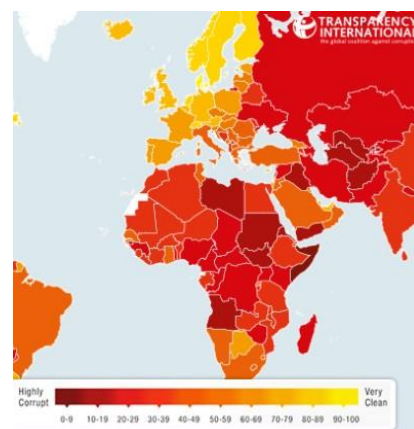 TRANSPARENCY
INTERNATIONAL
the global coalition against corruption
Highly
Corrupt
Very
Clean
0-9 10-19 20-29 30-39 40-49 50-59 60-69 70-79 80-89 90-100